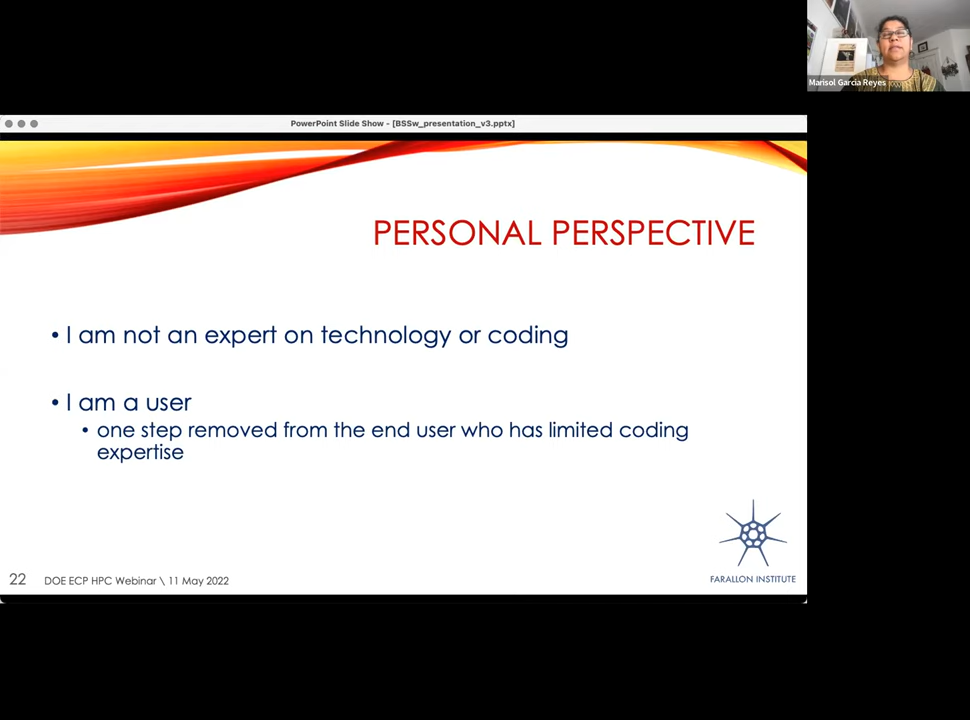 Marisol Garcia Reyes
PowerPoint Slide Show - [BSSw_presentation_v3.pptx]
PERSONAL PERSPECTIVE
• I am not an expert on technology or coding
• I am a user
• one step removed from the end user who has limited coding
expertise
FARALLON INSTITUTE
22 DOE ECP HPC Webinar \ 11 May 2022